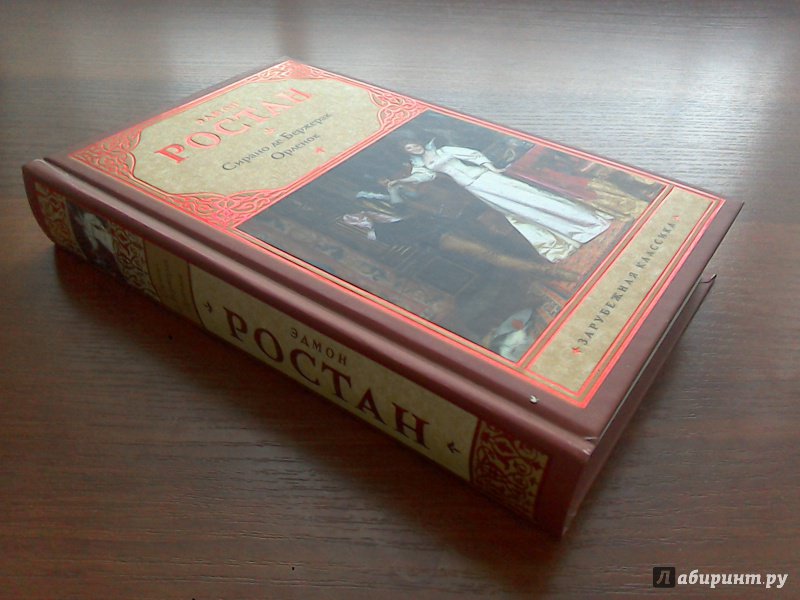 ЭДМОН
РОСТАН
Сирано де Бержерак
Орленок
ЗАРУБЕЖНАЯ КЛАССИКА
ЭДМОН
РОСТАН
Лабиринт.ру